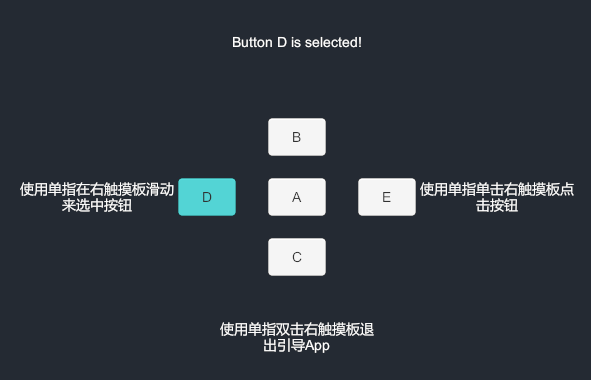 Button D is selected!
B
使用单指在右触摸板滑动
来选中按钮
D
A
E
使用单指单击右触摸板点
击按钮
C
使用单指双击右触摸板退
出引导App